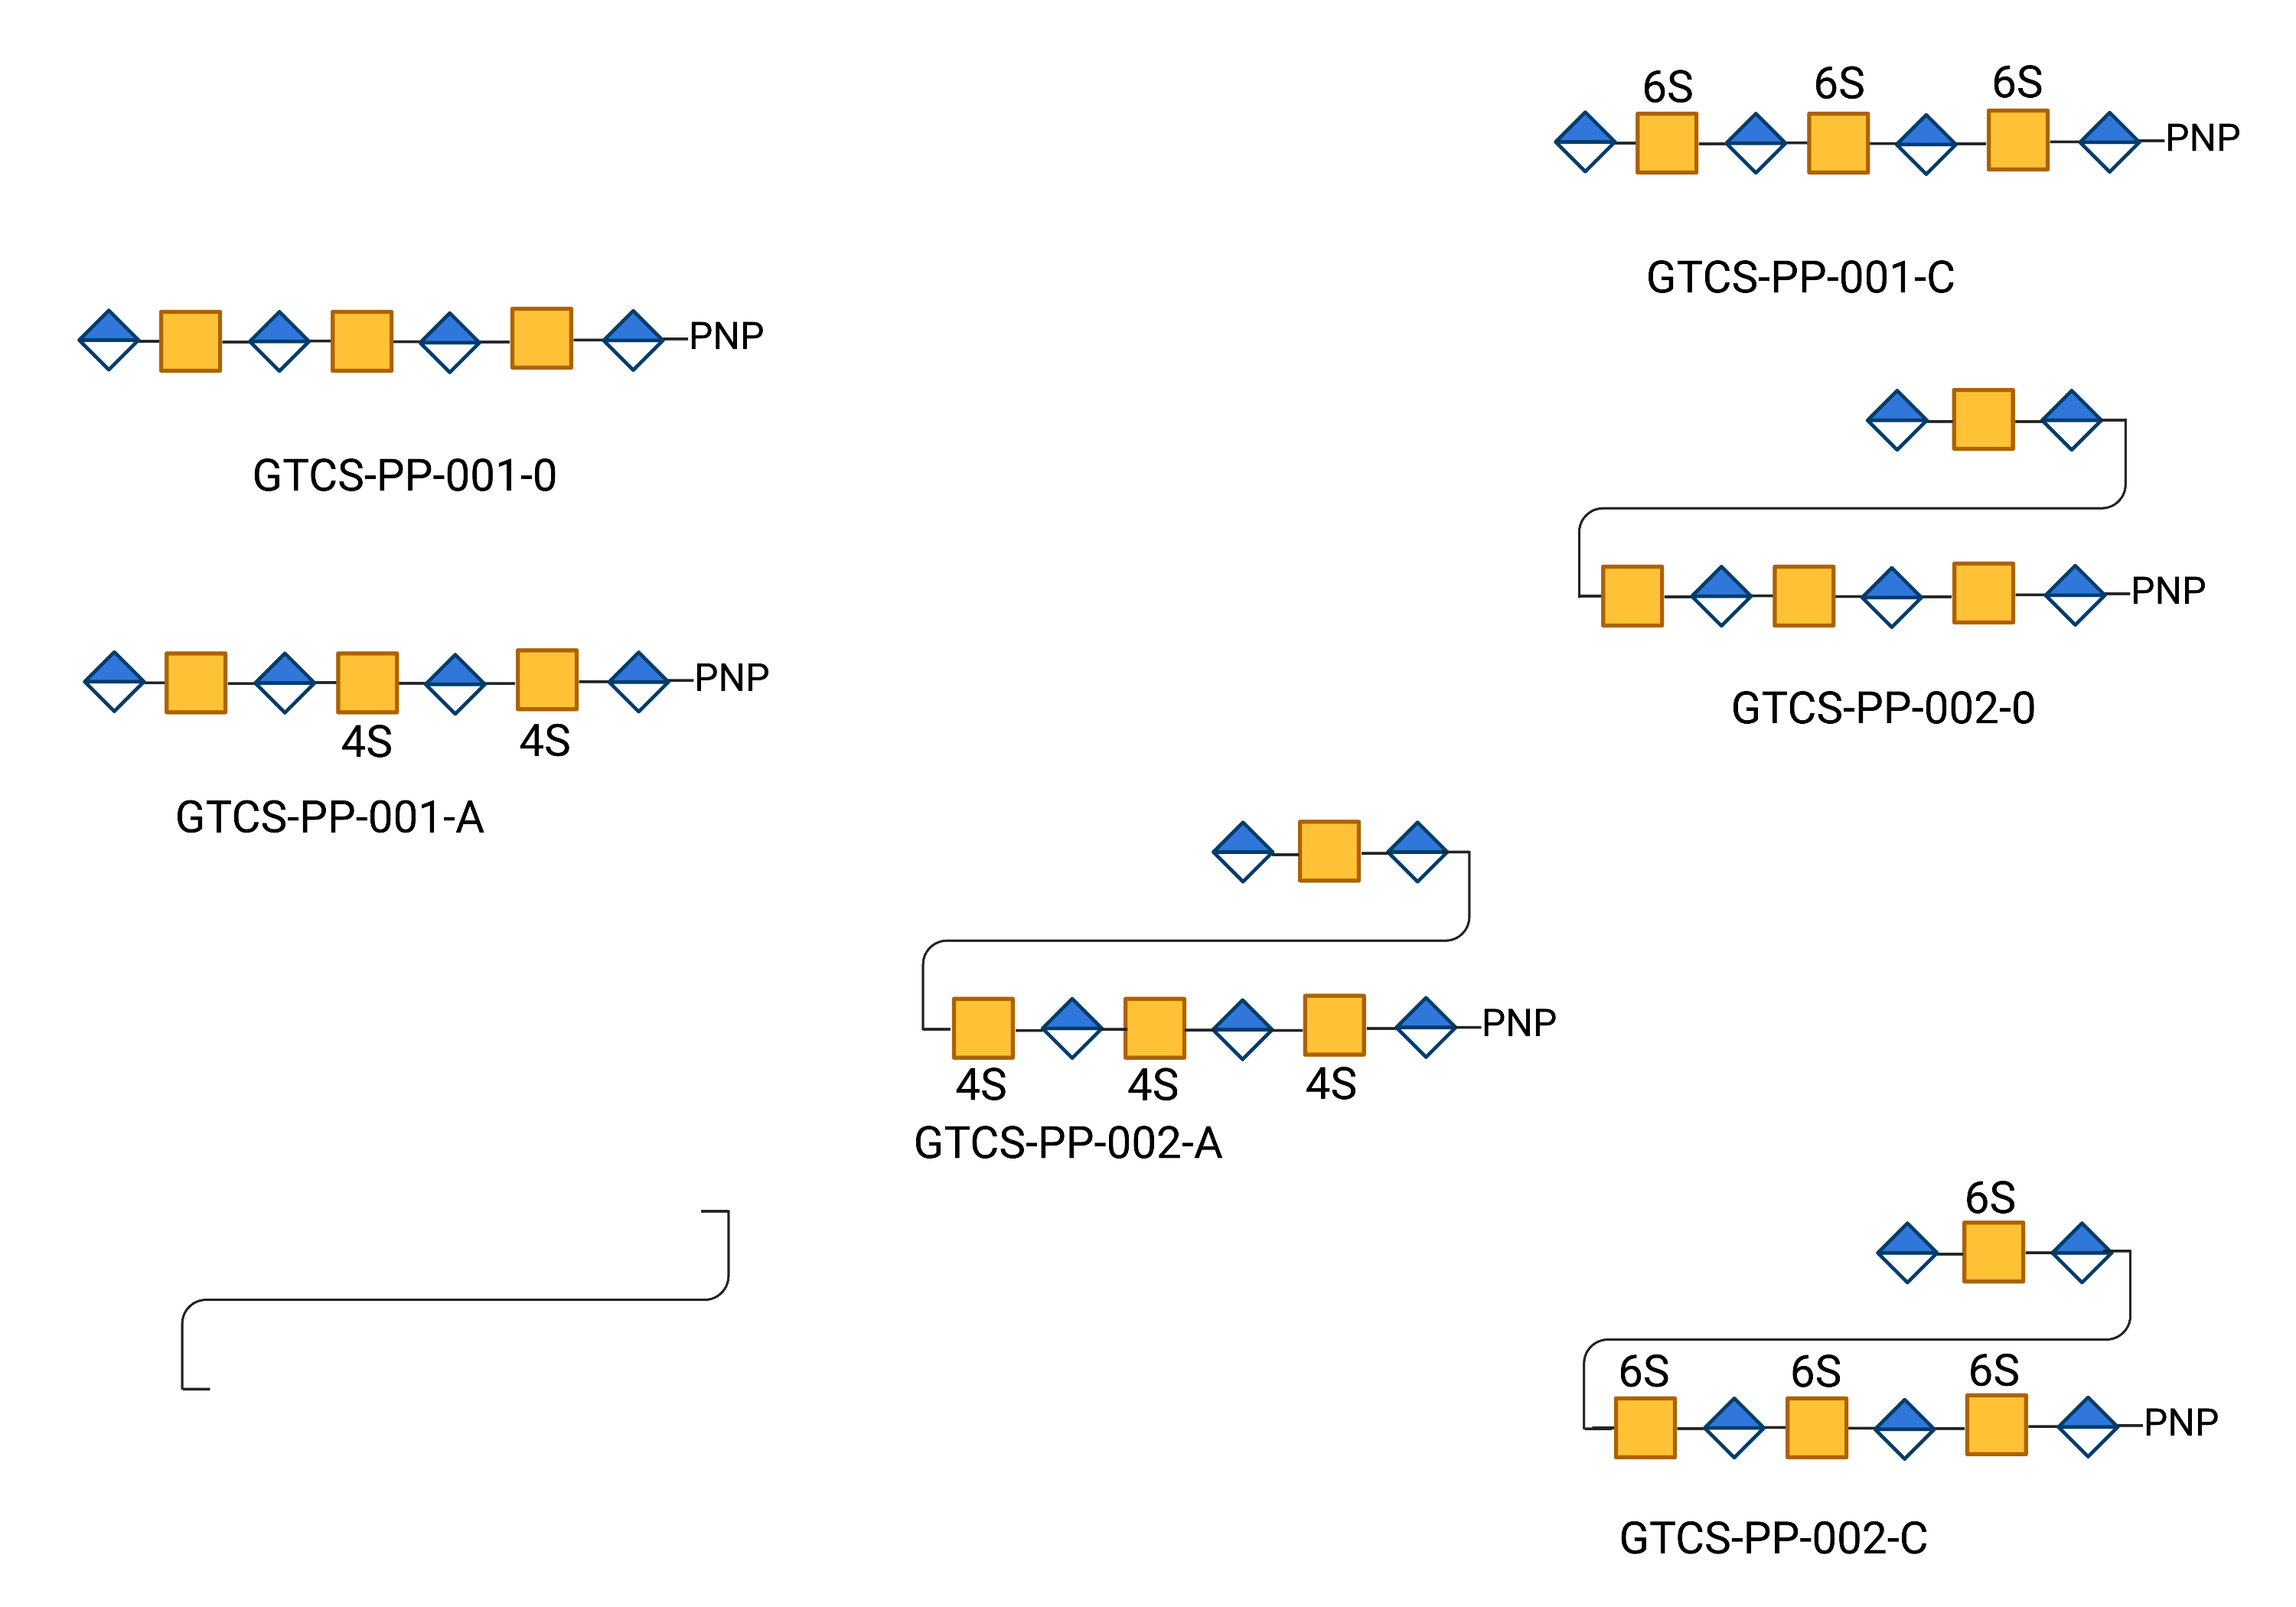 6S 6S 6S
PNP
GTCS-PP-001-C
PNP
GTCS-PP-001-0
PNP
GTCS-PP-002-0
PNP
4S 4S
GTCS-PP-001-A
PNP
4S 4S 4S
GTCS-PP-002-A
6S
6S 6S 6S
PNP
GTCS-PP-002-C